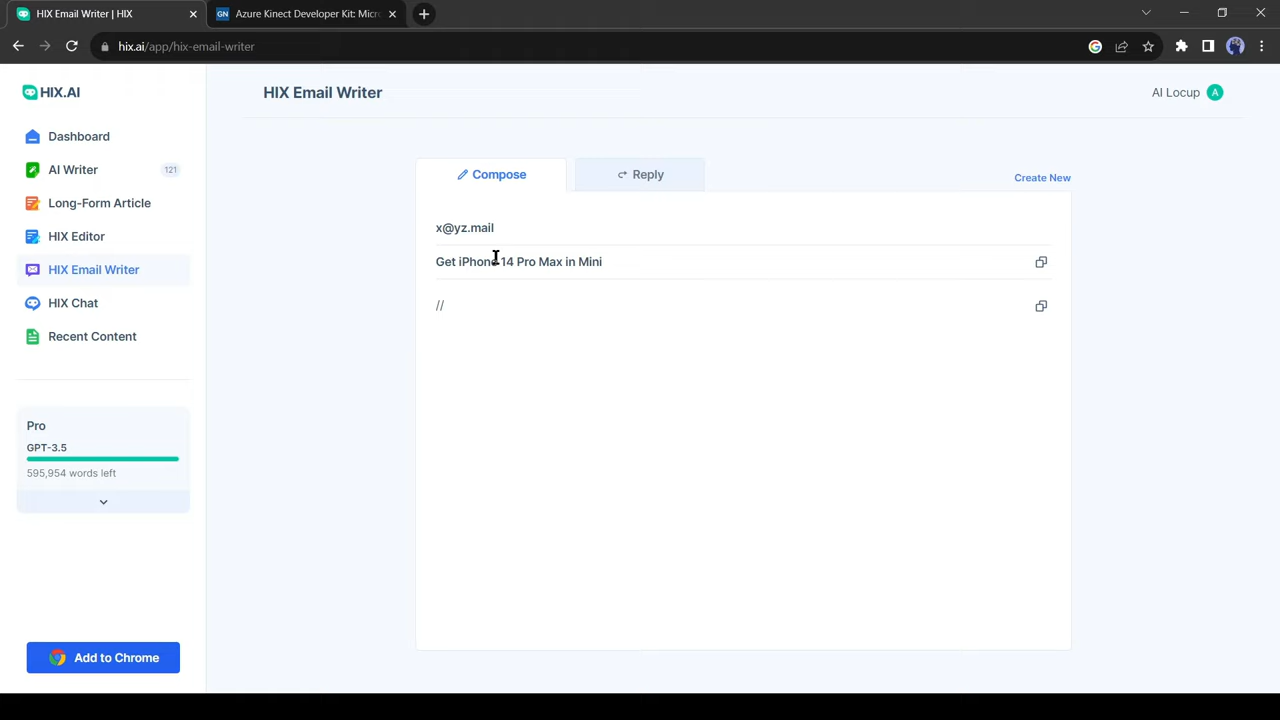 HIX Email Writer | HIX
GN Azure Kinect Developer Kit: Micro
hix.ai/app/hix-email-writer
HIX.AI
HIX Email Writer
AI Locup A
Dashboard
AI Writer 121
Long-Form Article
HIX Editor
HIX Email Writer
HIX Chat
Recent Content
Pro
GPT-3.5
595,954 words left
Add to Chrome
Compose
Reply
Create New
x@yz.mail
Get iPhone 14 Pro Max in Mini
//